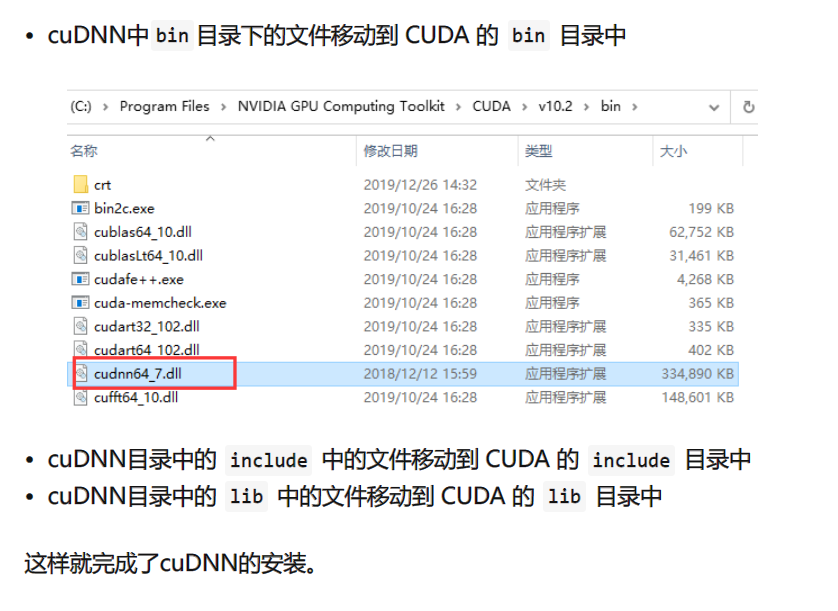 • cuDNN中 bin 目录下的文件移动到 CUDA 的 bin 目录中
(C:) › Program Files › NVIDIA GPU Computing Toolkit › CUDA › v10.2 › bin ›
名称 修改日期 类型 大小
crt 2019/12/26 14:32 文件夹
bin2c.exe 2019/10/24 16:28 应用程序 199 KB
cublas64_10.dll 2019/10/24 16:28 应用程序扩展 62,752 KB
cublasLt64_10.dll 2019/10/24 16:28 应用程序扩展 31,461 KB
cudafe++.exe 2019/10/24 16:28 应用程序 4,268 KB
cuda-memcheck.exe 2019/10/24 16:28 应用程序 365 KB
cudart32_102.dll 2019/10/24 16:28 应用程序扩展 335 KB
cudart64_102.dll 2019/10/24 16:28 应用程序扩展 402 KB
cudnn64_7.dll 2018/12/12 15:59 应用程序扩展 334,890 KB
cufft64_10.dll 2019/10/24 16:28 应用程序扩展 148,601 KB
• cuDNN目录中的 include 中的文件移动到 CUDA 的 include 目录中
• cuDNN目录中的 lib 中的文件移动到 CUDA 的 lib 目录中
这样就完成了cuDNN的安装。